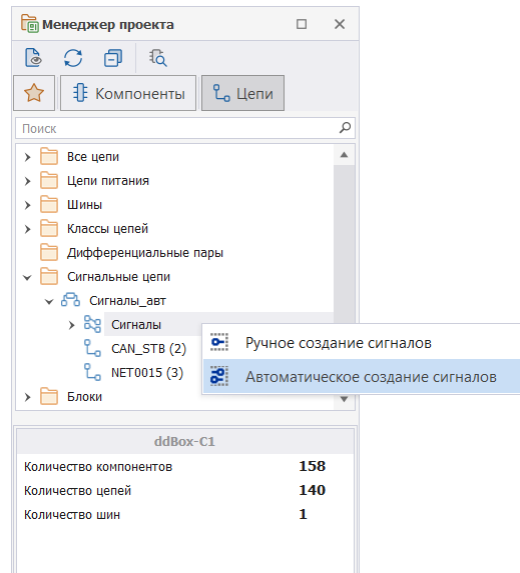 Менеджер проекта
Компоненты
Цепи
Поиск
Все цепи
Цепи питания
Шины
Классы цепей
Дифференциальные пары
Сигнальные цепи
Сигналы_авт
Сигналы
Ручное создание сигналов
CAN_STB (2)
Автоматическое создание сигналов
NET0015 (3)
Блоки
ddBox-C1
Количество компонентов 158
Количество цепей 140
Количество шин 1